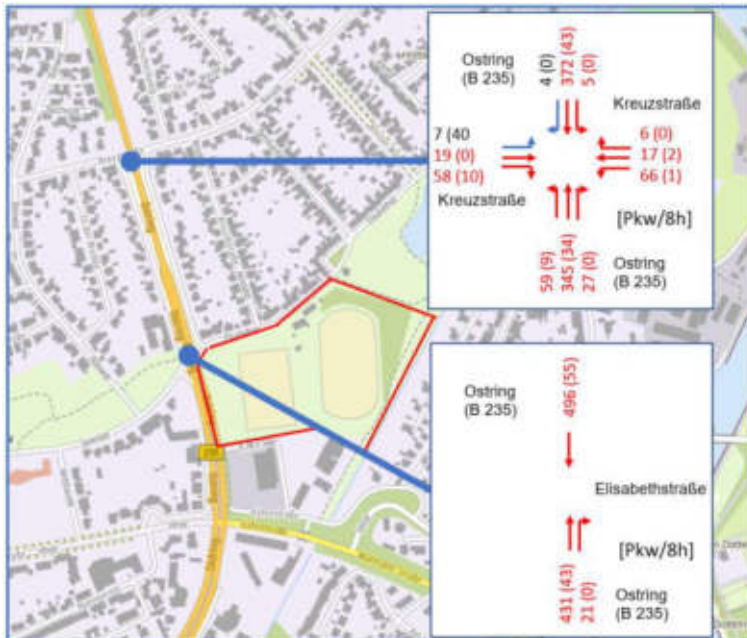 Ostring
(B 235)
4 (0)
372 (43)
5 (0)
Kreuzstraße
7 (40
19 (0)
58 (10)
6 (0)
17 (2)
66 (1)
Kreuzstraße
[Pkw/8h]
59 (9)
345 (34)
27 (0)
Ostring
(B 235)
Ostring
(B 235)
496 (55)
Elisabethstraße
[Pkw/8h]
431 (43)
21 (0)
Ostring
(B 235)